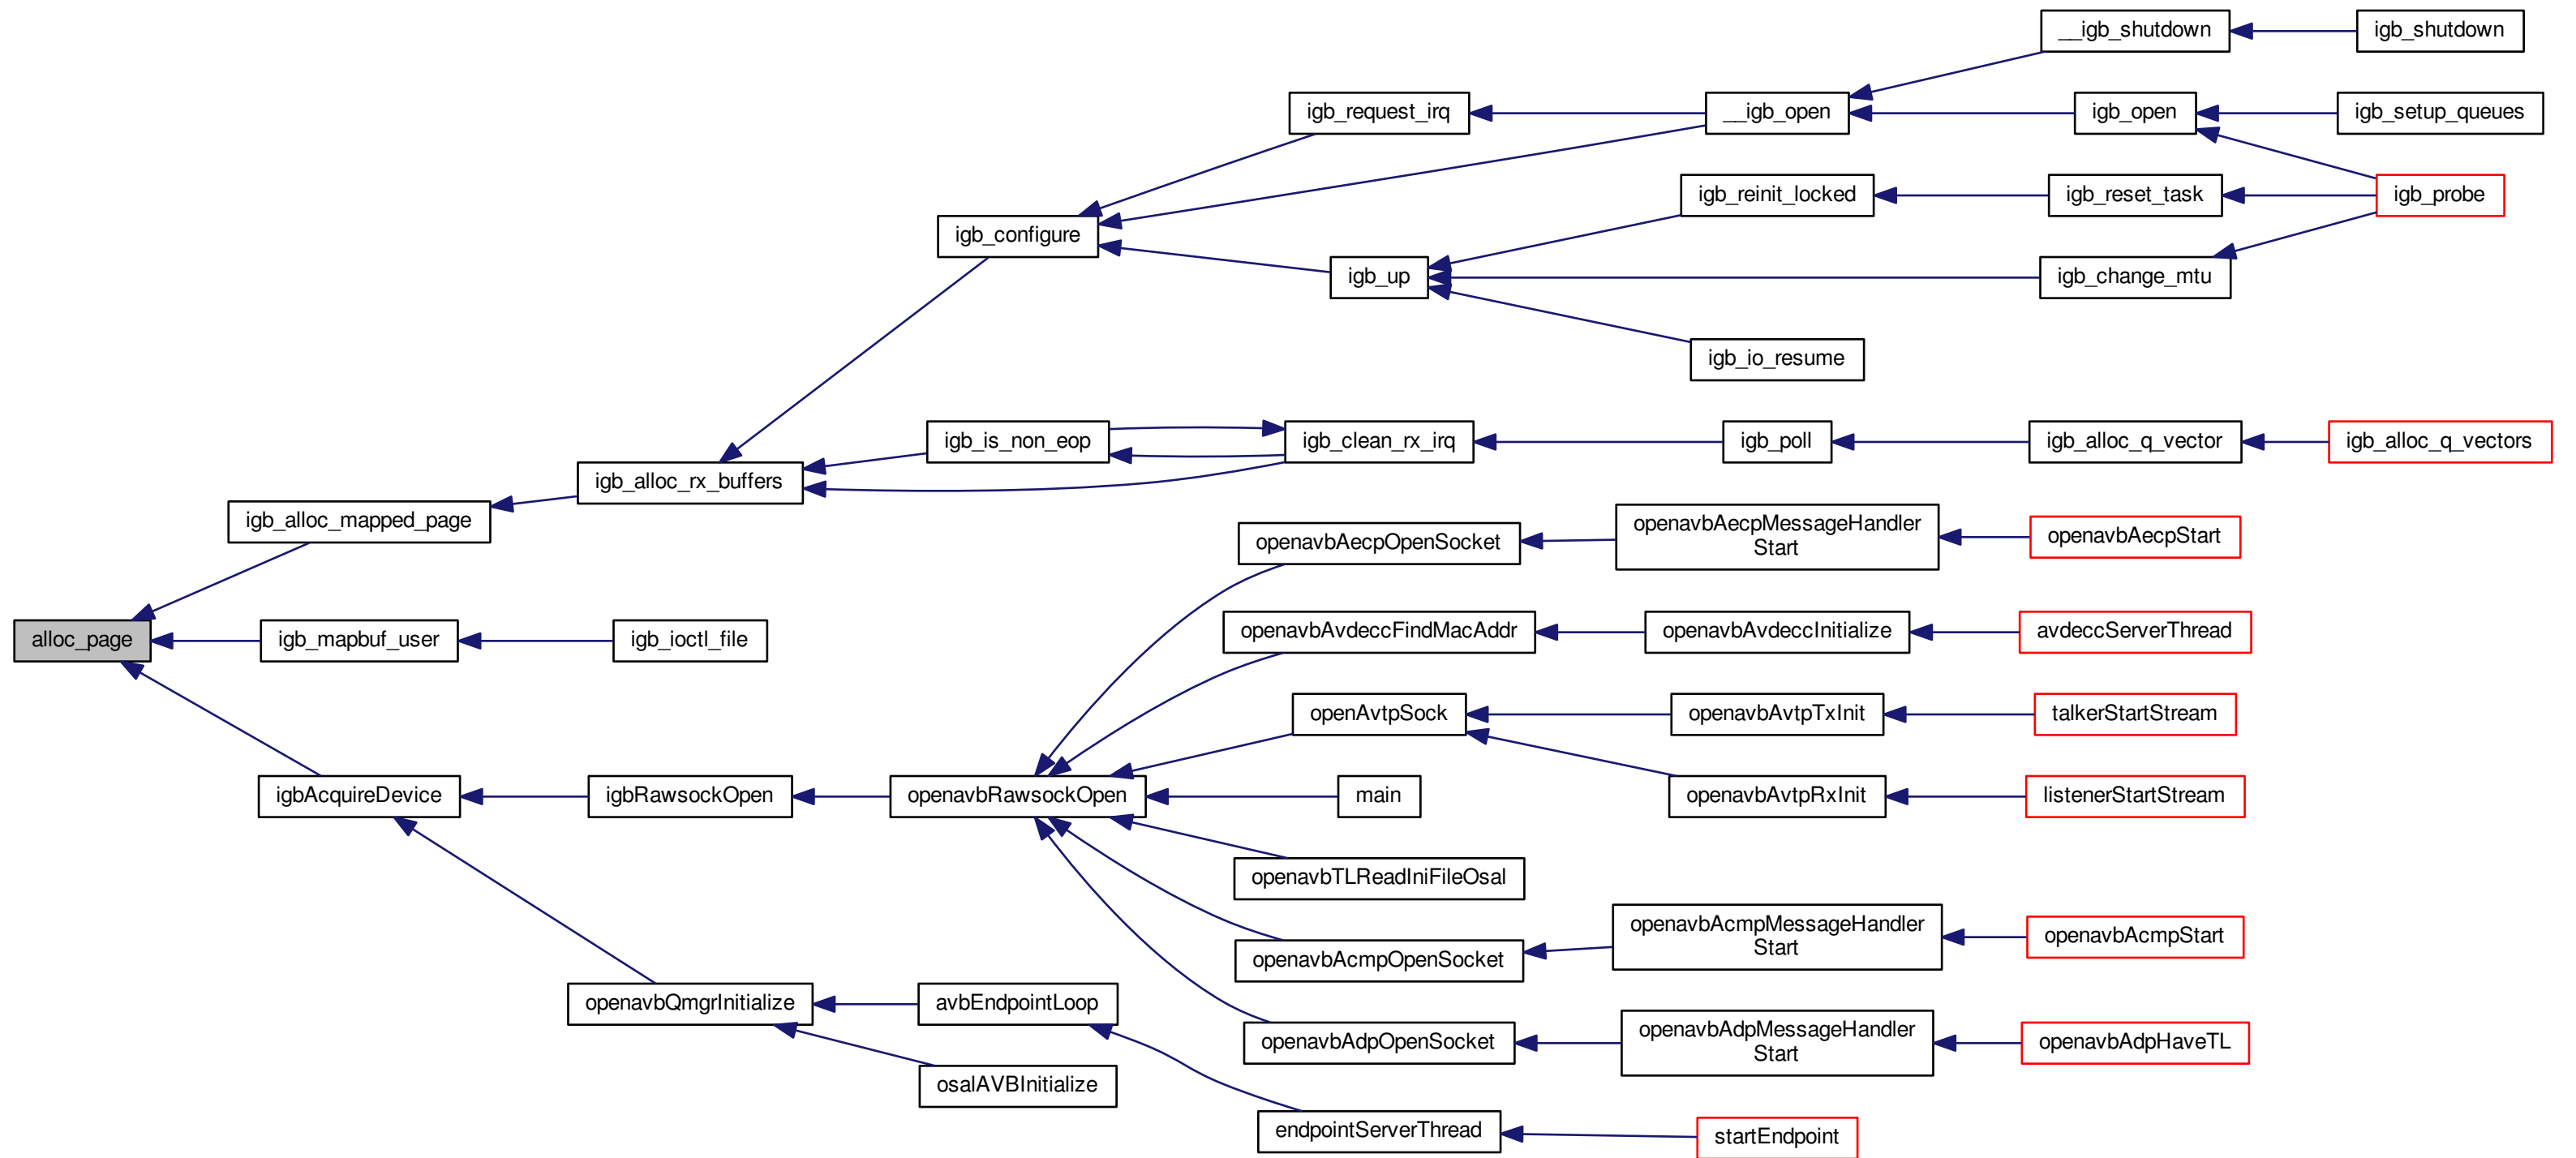 __igb_shutdown
igb_shutdown
igb_request_irq
__igb_open
igb_open
igb_setup_queues
igb_reinit_locked
igb_reset_task
igb_probe
igb_configure
igb_up
igb_change_mtu
igb_io_resume
igb_is_non_eop
igb_clean_rx_irq
igb_poll
igb_alloc_q_vector
igb_alloc_q_vectors
igb_alloc_rx_buffers
igb_alloc_mapped_page
openavbAecpOpenSocket
openavbAecpMessageHandler
Start
openavbAecpStart
alloc_page
igb_mapbuf_user
igb_ioctl_file
openavbAvdeccFindMacAddr
openavbAvdeccInitialize
avdeccServerThread
openAvtpSock
openavbAvtpTxInit
talkerStartStream
igbAcquireDevice
igbRawsockOpen
openavbRawsockOpen
main
openavbAvtpRxInit
listenerStartStream
openavbTLReadIniFileOsal
openavbAcmpOpenSocket
openavbAcmpMessageHandler
Start
openavbAcmpStart
openavbQmgrInitialize
avbEndpointLoop
openavbAdpOpenSocket
openavbAdpMessageHandler
Start
openavbAdpHaveTL
osalAVBInitialize
endpointServerThread
startEndpoint